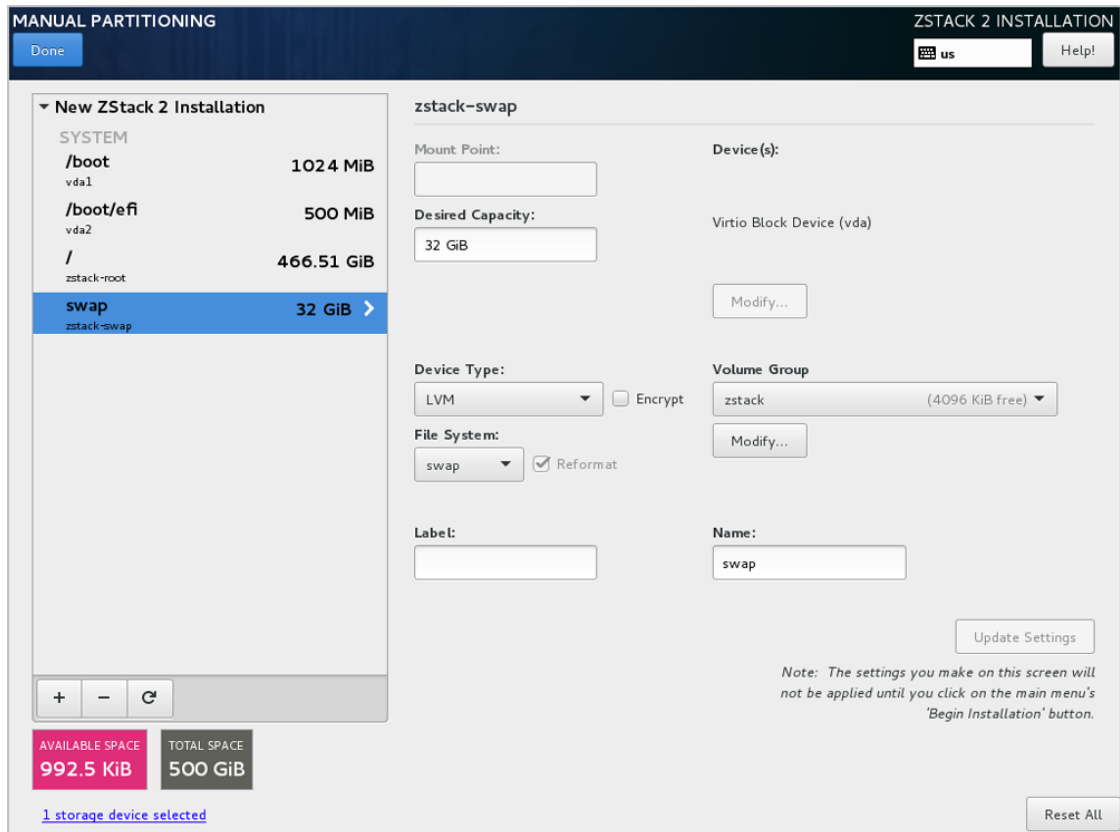 MANUAL PARTITIONING
ZSTACK 2 INSTALLATION
Done
us
Help!
New ZStack 2 Installation
SYSTEM
/boot
1024 MiB
vda1
/boot/efi
500 MiB
vda2
/
466.51 GiB
zstack-root
swap
32 GiB
zstack-swap
+ −
AVAILABLE SPACE
992.5 KiB
TOTAL SPACE
500 GiB
1 storage device selected
zstack-swap
Mount Point:
Device(s):
Desired Capacity:
32 GiB
Virtio Block Device (vda)
Modify...
Device Type:
Volume Group
LVM
Encrypt
zstack
(4096 KiB free)
File System:
Modify...
swap
Reformat
Label:
Name:
swap
Update Settings
Note: The settings you make on this screen will
not be applied until you click on the main menu's
'Begin Installation' button.
Reset All